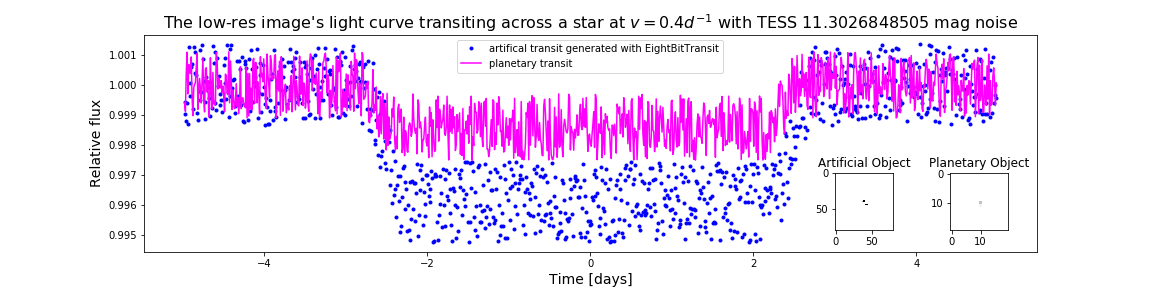 The low-res image's light curve transiting across a star at v = 0.4d⁻¹ with TESS 11.3026848505 mag noise
artifical transit generated with EightBitTransit
planetary transit
Relative flux
1.001
1.000
0.999
0.998
0.997
0.996
0.995
Artificial Object
0
50
0 50
Planetary Object
0
10
0 10
−4 −2 0 2 4
Time [days]